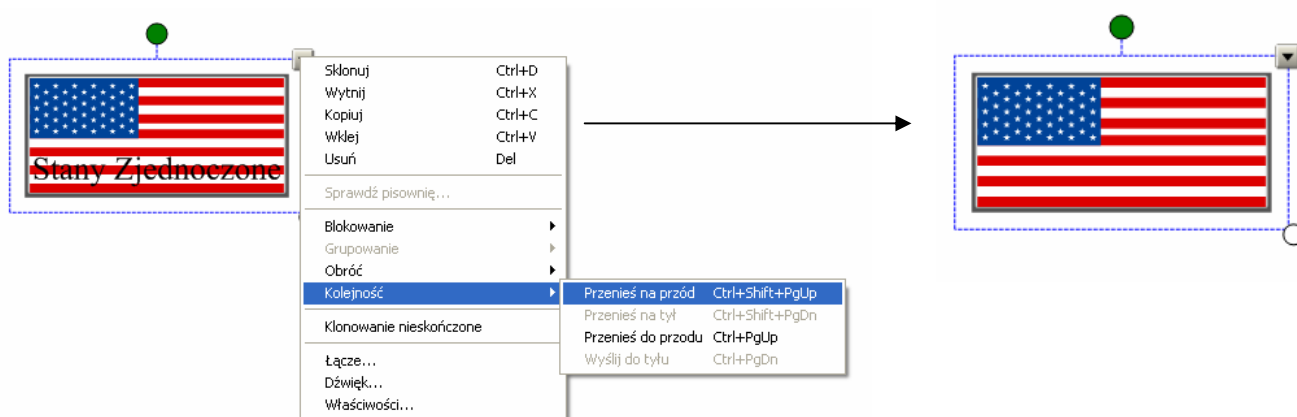 Stany Zjednoczone
Sklonuj Ctrl+D
Wytnij Ctrl+X
Kopiuj Ctrl+C
Wklej Ctrl+V
Usuń Del
Sprawdź pisownię...
Blokowanie
Grupowanie
Obróć
Kolejność
Przenieś na przód Ctrl+Shift+PgUp
Przenieś na tył Ctrl+Shift+PgDn
Przenieś do przodu Ctrl+PgUp
Wyślij do tyłu Ctrl+PgDn
Klonowanie nieskończone
Łącze...
Dźwięk...
Właściwości...